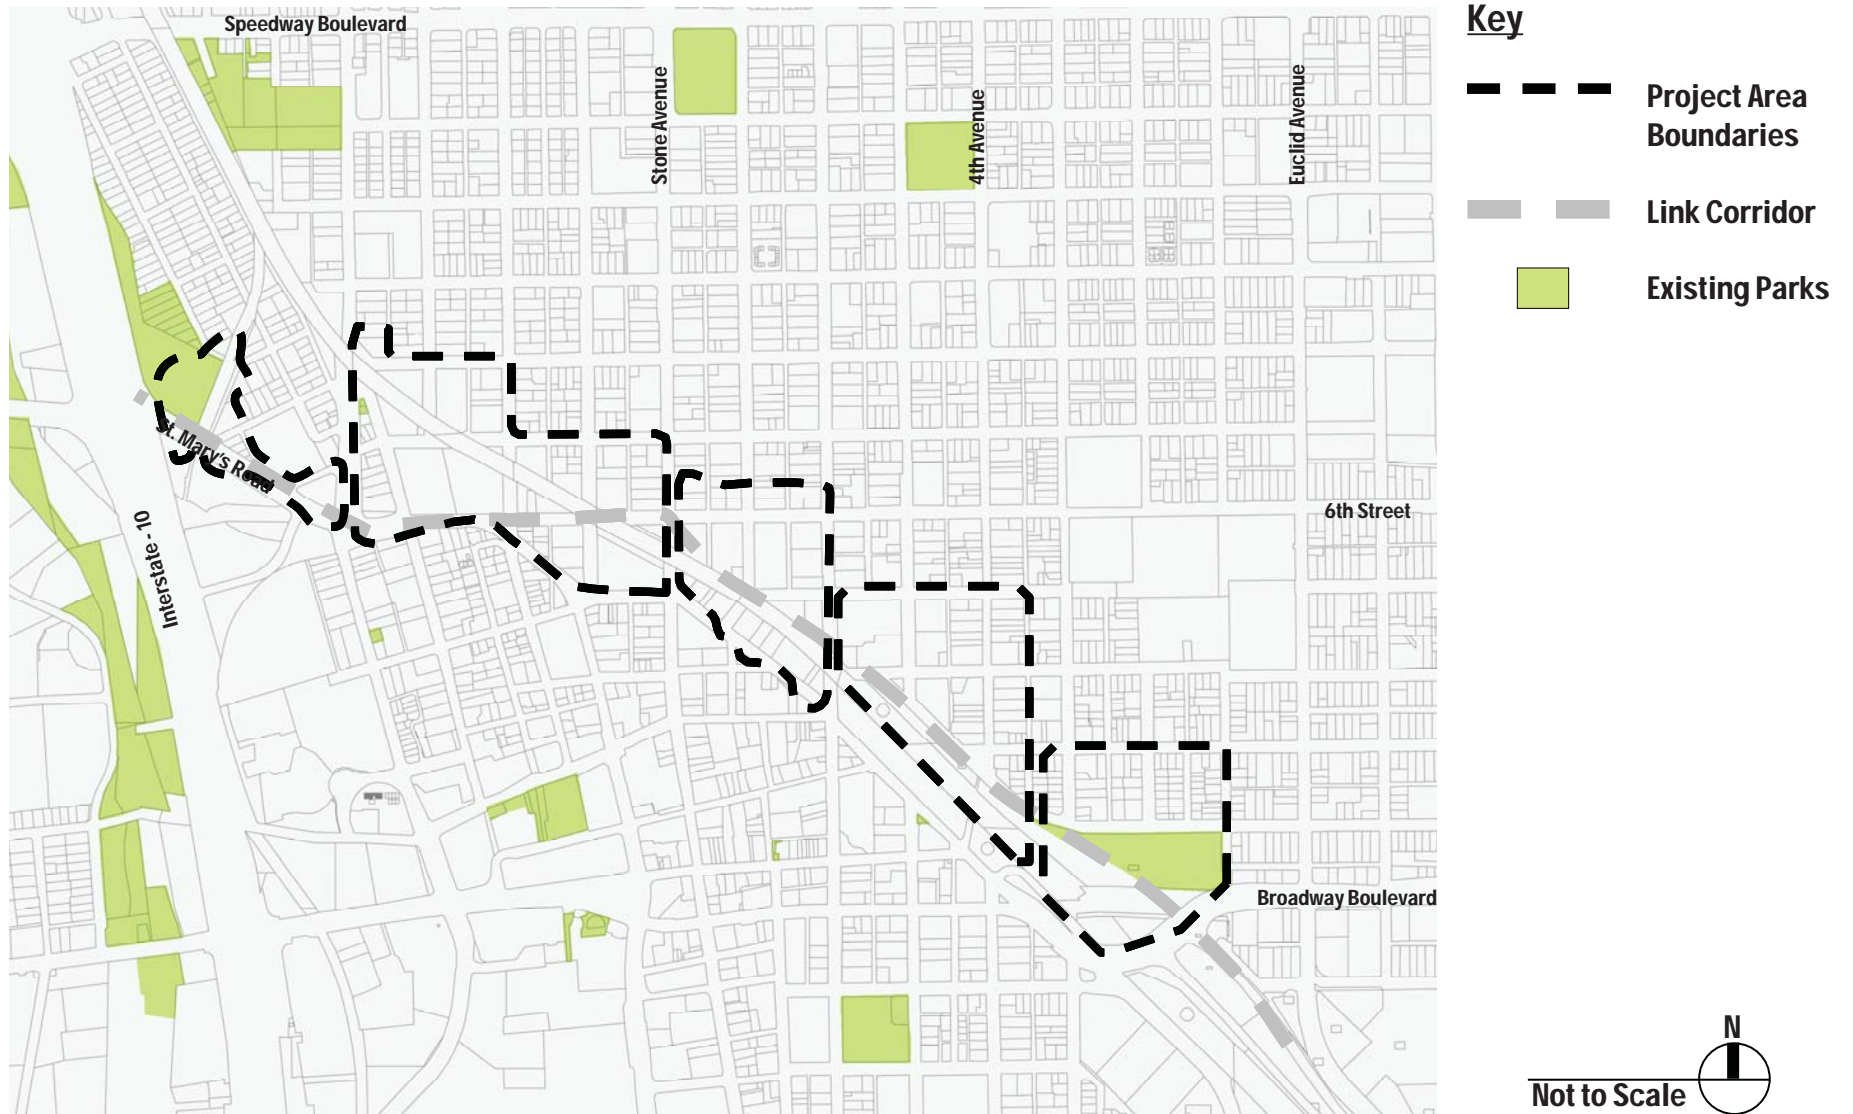 Speedway Boulevard
Stone Avenue
4th Avenue
Euclid Avenue
St. Mary's Road
Interstate - 10
6th Street
Broadway Boulevard
Key
Project Area
Boundaries
Link Corridor
Existing Parks
N
Not to Scale